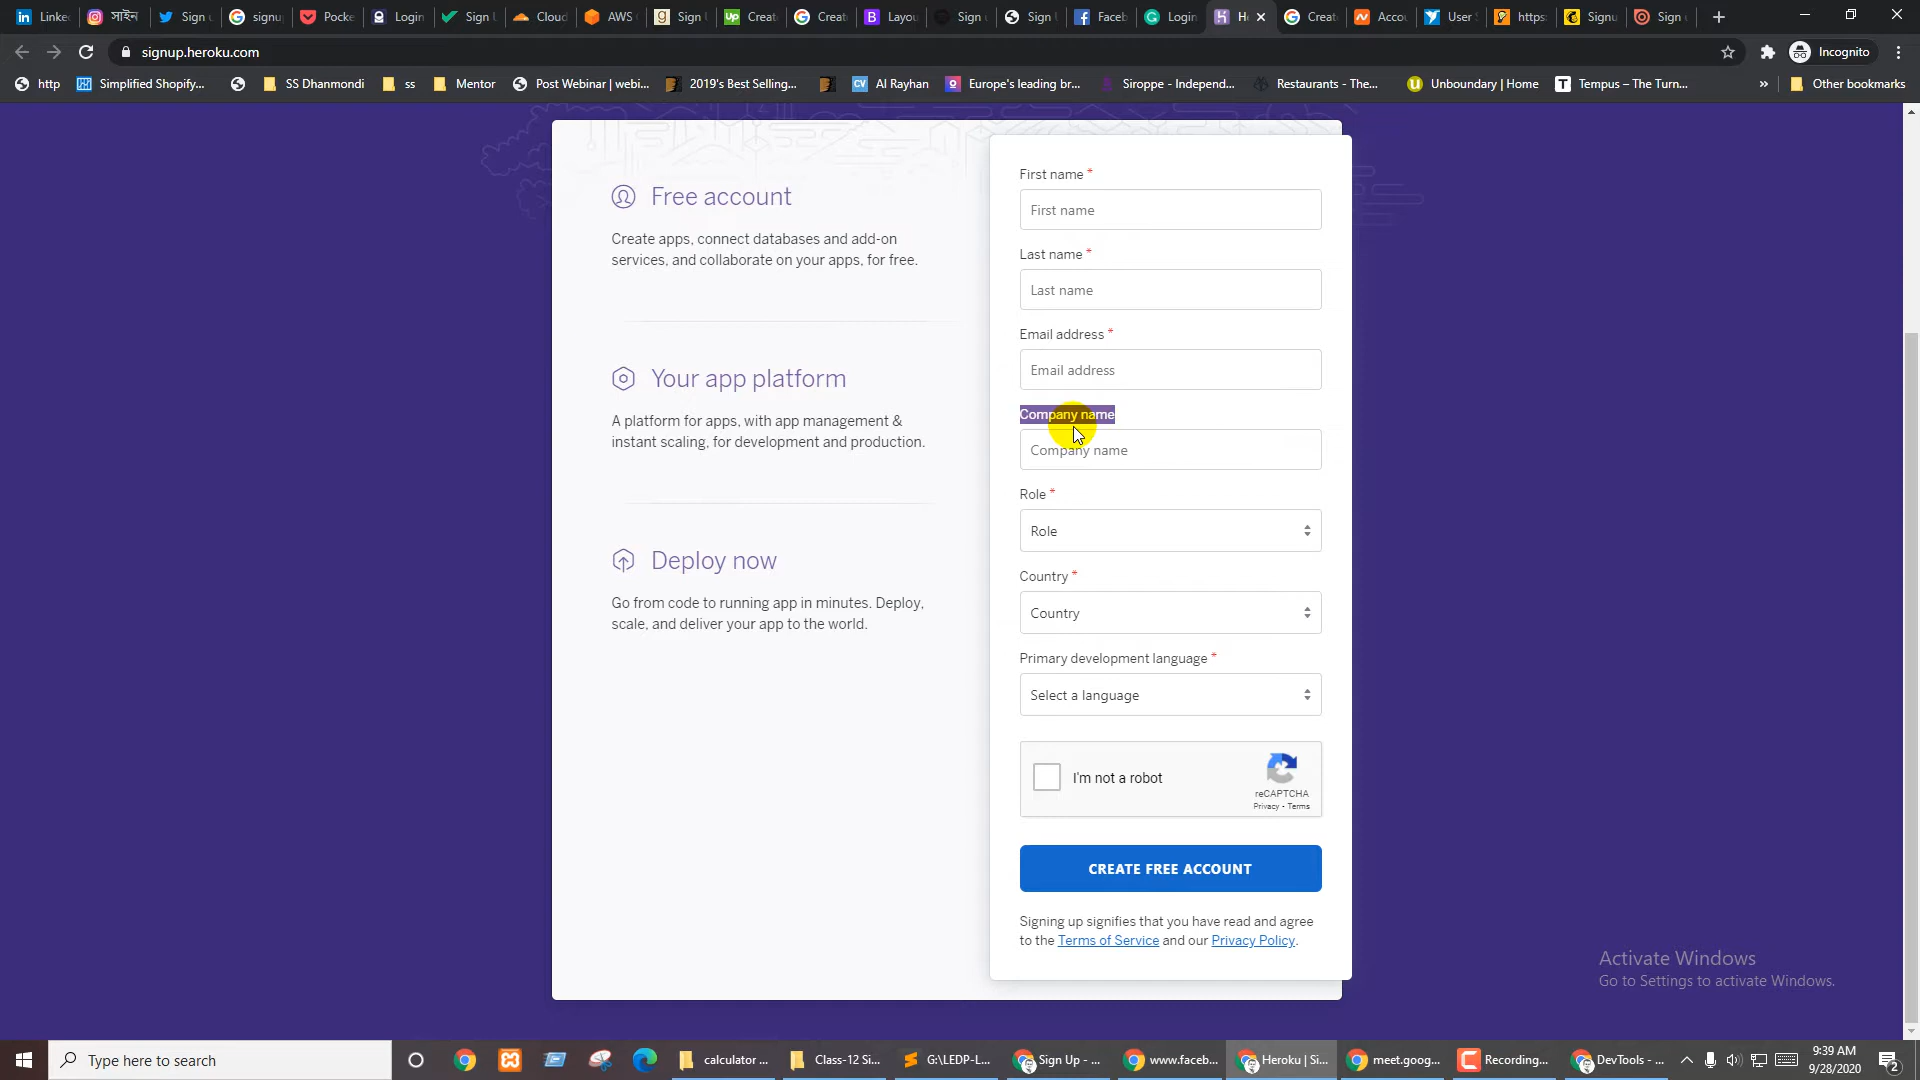 Linke
সাইন
Sign u
signu
Pocke
Login
Sign U
Cloud
AWS
Sign U
Creat
Creat
Layou
Sign u
Sign U
Faceb
Login
He
Creat
Accou
User S
https:
Signu
Sign u
signup.heroku.com
Incognito
http
Simplified Shopify...
SS Dhanmondi
ss
Mentor
Post Webinar | webi...
2019's Best Selling...
Al Rayhan
Europe's leading br...
Siroppe - Independ...
Restaurants - The...
Unboundary | Home
Tempus – The Turn...
»
Other bookmarks
Free account
Create apps, connect databases and add-on
services, and collaborate on your apps, for free.
Your app platform
A platform for apps, with app management &
instant scaling, for development and production.
Deploy now
Go from code to running app in minutes. Deploy,
scale, and deliver your app to the world.
First name *
First name
Last name *
Last name
Email address *
Email address
Company name
Company name
Role *
Role
Country *
Country
Primary development language *
Select a language
I'm not a robot
reCAPTCHA
Privacy - Terms
CREATE FREE ACCOUNT
Signing up signifies that you have read and agree
to the Terms of Service and our Privacy Policy.
Activate Windows
Go to Settings to activate Windows.
Type here to search
calculator ...
Class-12 Si...
G:\LEDP-L...
Sign Up - ...
www.faceb...
Heroku | Si...
meet.goog...
Recording...
DevTools - ...
9:39 AM
9/28/2020
2